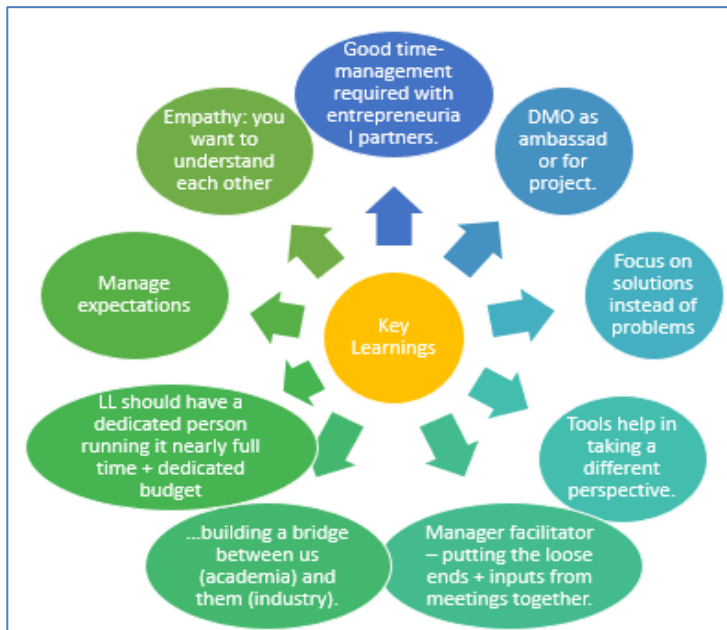 Good time-
management
required with
entrepreneuria
l partners.
DMO as
ambassad
or for
project.
Focus on
solutions
instead of
problems
Tools help in
taking a
different
perspective.
Manager facilitator
– putting the loose
ends + inputs from
meetings together.
...building a bridge
between us
(academia) and
them (industry).
LL should have a
dedicated person
running it nearly full
time + dedicated
budget
Manage
expectations
Empathy: you
want to
understand
each other
Key
Learnings